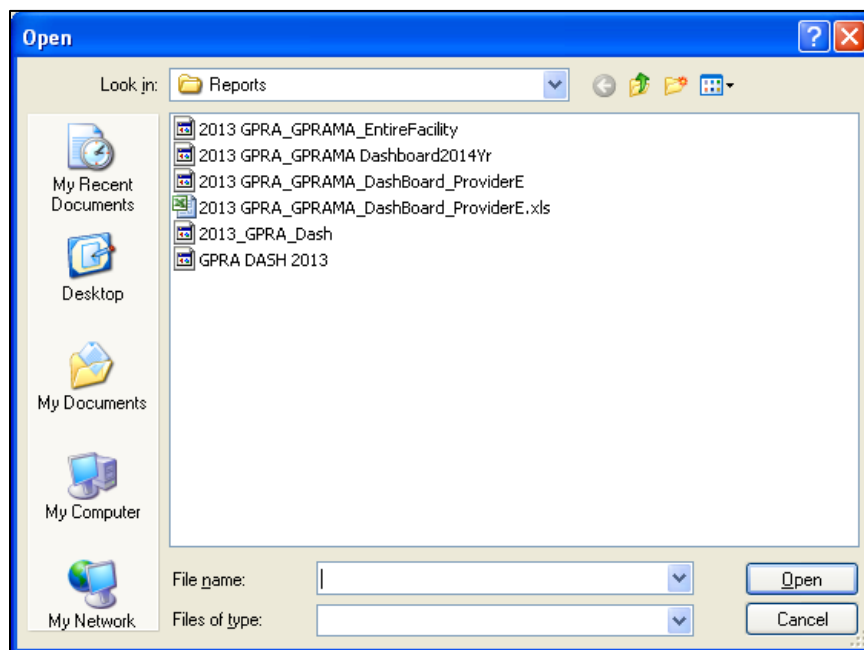 Open
Look in:
Reports
My Recent
Documents
Desktop
My Documents
My Computer
My Network
2013 GPRA_GPRAMA_EntireFacility
2013 GPRA_GPRAMA Dashboard2014Yr
2013 GPRA_GPRAMA_DashBoard_ProviderE
2013 GPRA_GPRAMA_DashBoard_ProviderE.xls
2013_GPRA_Dash
GPRA DASH 2013
File name:
Open
Files of type:
Cancel